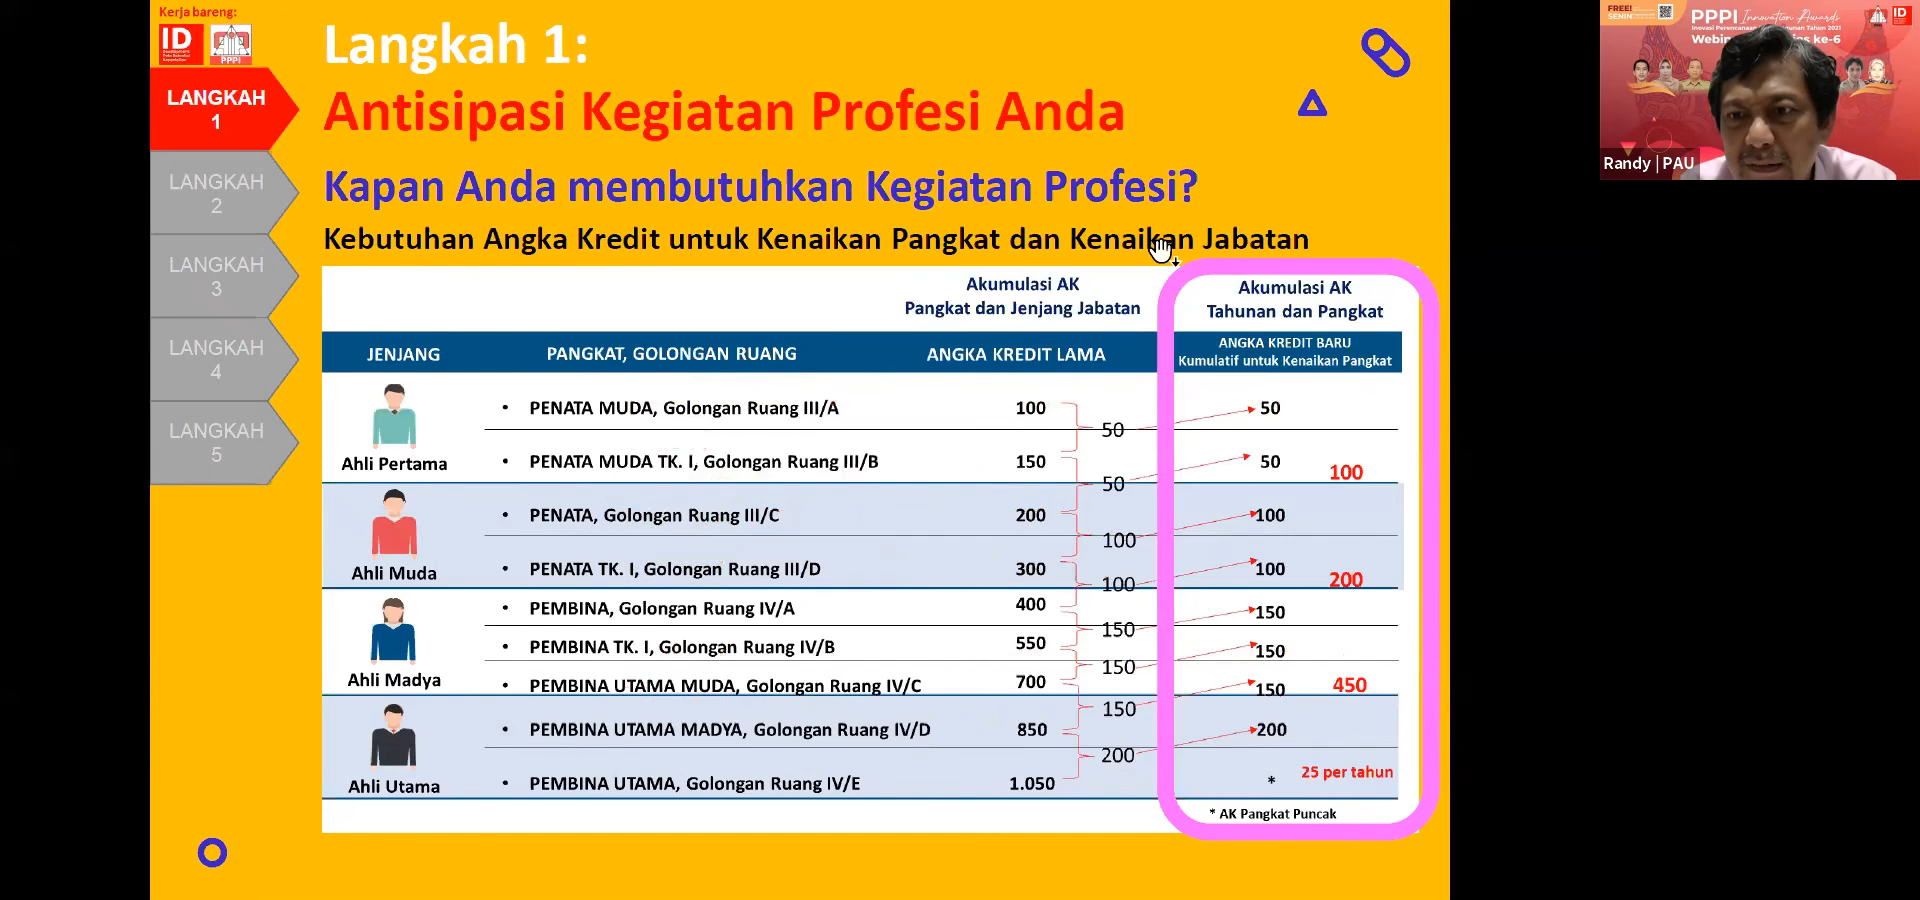 Kerja bareng:
ID
PPPI
Langkah 1:
Antisipasi Kegiatan Profesi Anda
LANGKAH
1
LANGKAH
2
LANGKAH
3
LANGKAH
4
LANGKAH
5
Kapan Anda membutuhkan Kegiatan Profesi?
Kebutuhan Angka Kredit untuk Kenaikan Pangkat dan Kenaikan Jabatan
Akumulasi AK
Pangkat dan Jenjang Jabatan
Akumulasi AK
Tahunan dan Pangkat
JENJANG PANGKAT, GOLONGAN RUANG ANGKA KREDIT LAMA
ANGKA KREDIT BARU
Kumulatif untuk Kenaikan Pangkat
• PENATA MUDA, Golongan Ruang III/A 100 50
50
Ahli Pertama
• PENATA MUDA TK. I, Golongan Ruang III/B 150 50 100
50
• PENATA, Golongan Ruang III/C 200 100
100
Ahli Muda
• PENATA TK. I, Golongan Ruang III/D 300 100 200
100
• PEMBINA, Golongan Ruang IV/A 400 150
150
• PEMBINA TK. I, Golongan Ruang IV/B 550 150
150
Ahli Madya
• PEMBINA UTAMA MUDA, Golongan Ruang IV/C 700 150 450
150
• PEMBINA UTAMA MADYA, Golongan Ruang IV/D 850 200
200
Ahli Utama
• PEMBINA UTAMA, Golongan Ruang IV/E 1.050 * 25 per tahun
* AK Pangkat Puncak
FREE!
SENIN
PPPI Innovation Awards
ID
ke-6
Randy | PAU